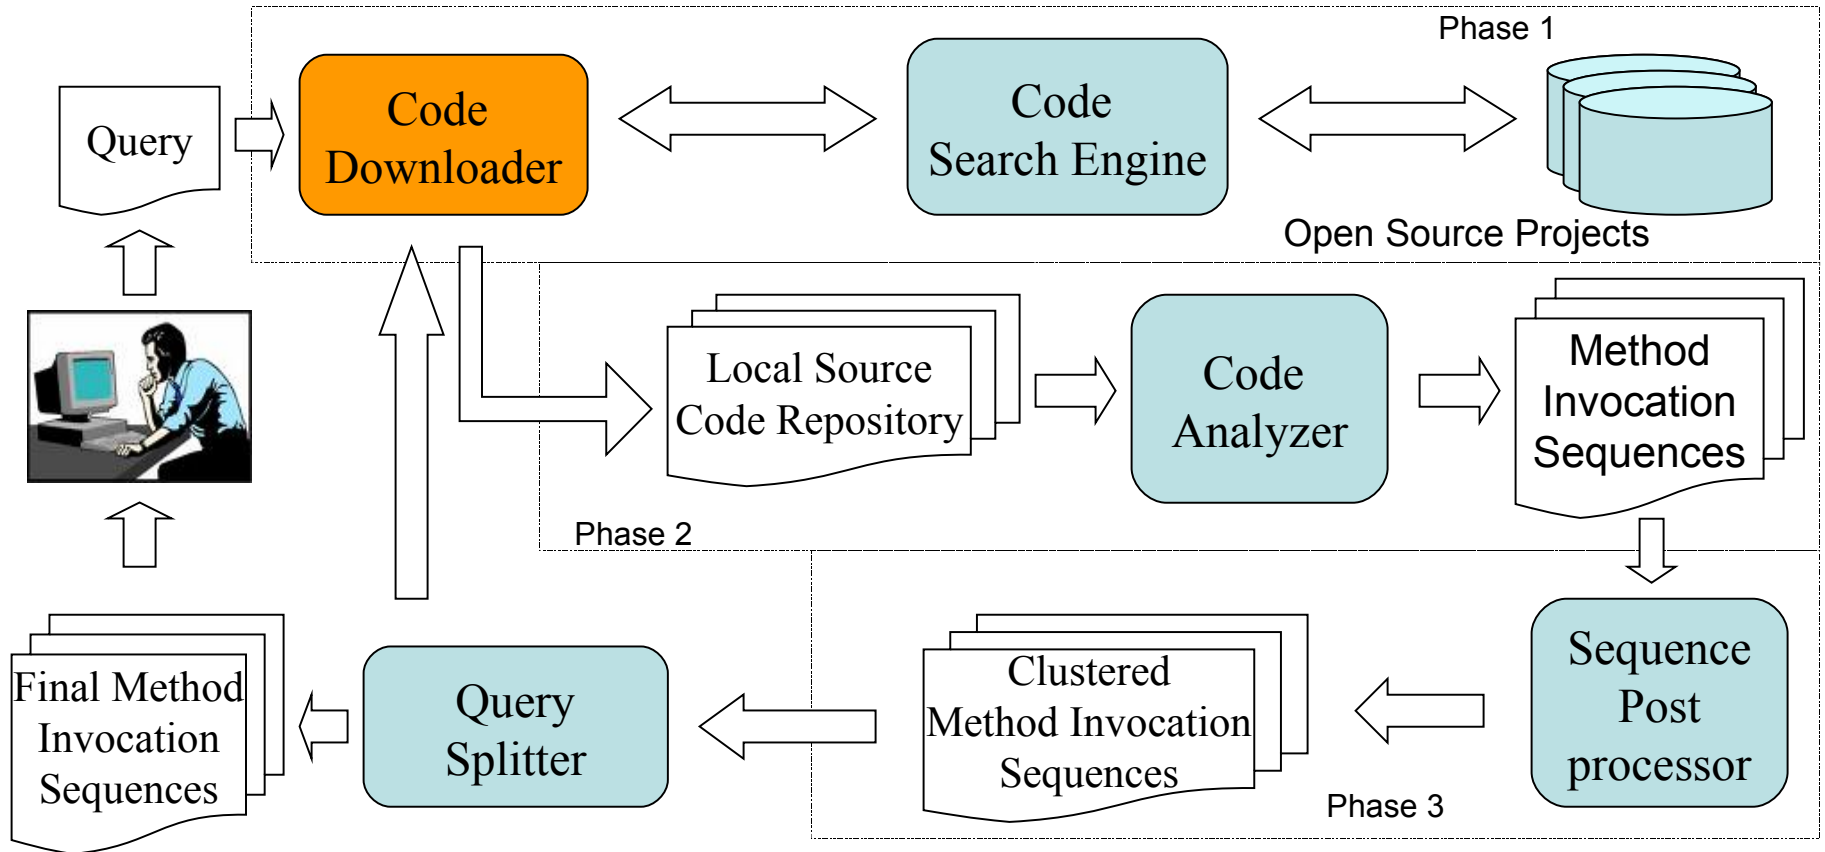 Phase 1
Query
Code
Downloader
Code
Search Engine
Open Source Projects
Local Source
Code Repository
Code
Analyzer
Method
Invocation
Sequences
Phase 2
Final Method
Invocation
Sequences
Query
Splitter
Clustered
Method Invocation
Sequences
Sequence
Post
processor
Phase 3